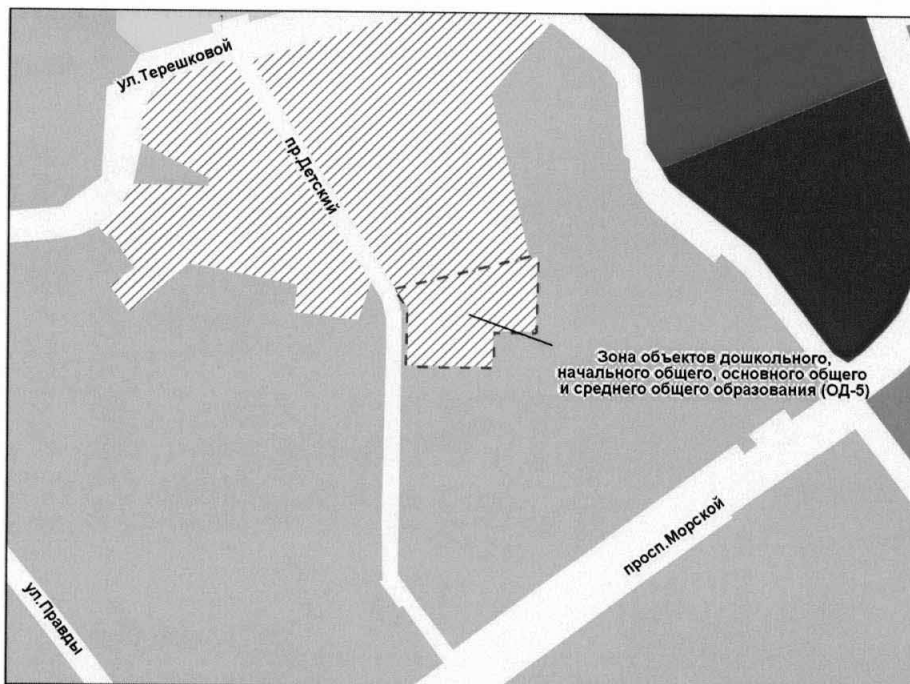 ул.Терешковой
пр.Детский
Зона объектов дошкольного,
начального общего, основного общего
и среднего общего образования (ОД-5)
просп.Морской
ул.Правды